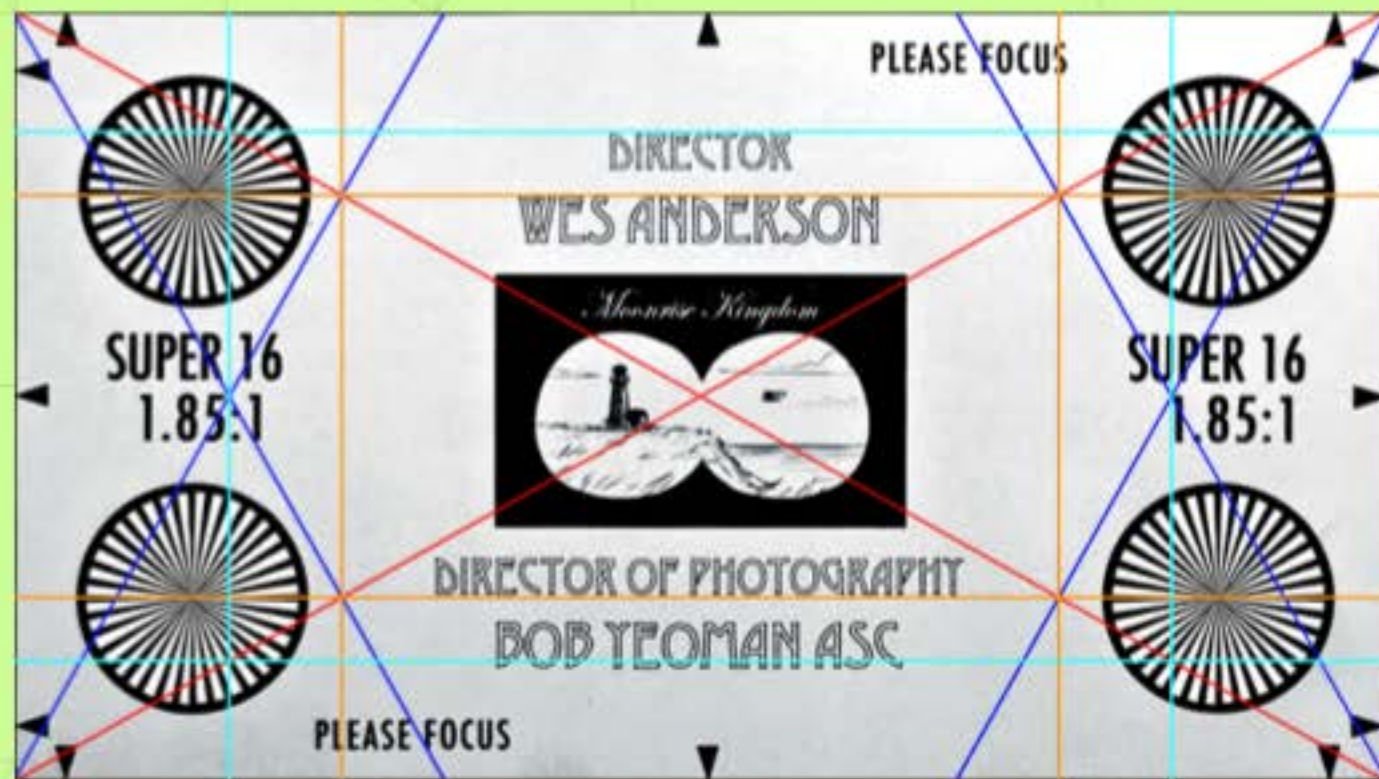 PLEASE FOCUS
DIRECTOR
WES ANDERSON
Moonrise Kingdom
SUPER 16
1.85:1
SUPER 16
1.85:1
DIRECTOR OF PHOTOGRAPHY
BOB YEOMAN ASC
PLEASE FOCUS